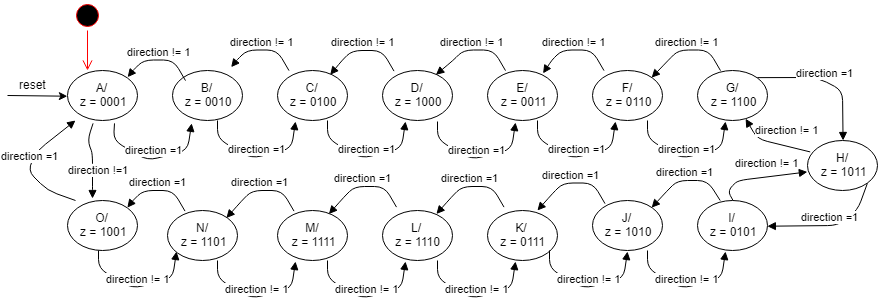 direction != 1
direction != 1
direction != 1
direction != 1
direction != 1
direction != 1
reset
A/
z = 0001
B/
z = 0010
C/
z = 0100
D/
z = 1000
E/
z = 0011
F/
z = 0110
G/
z = 1100
direction =1
direction =1
direction =1
direction =1
direction =1
direction =1
direction =1
direction != 1
direction =1
direction !=1
direction != 1
H/
z = 1011
direction =1
direction =1
direction =1
direction =1
direction =1
direction =1
O/
z = 1001
N/
z = 1101
M/
z = 1111
L/
z = 1110
K/
z = 0111
J/
z = 1010
I/
z = 0101
direction =1
direction != 1
direction != 1
direction != 1
direction != 1
direction != 1
direction != 1